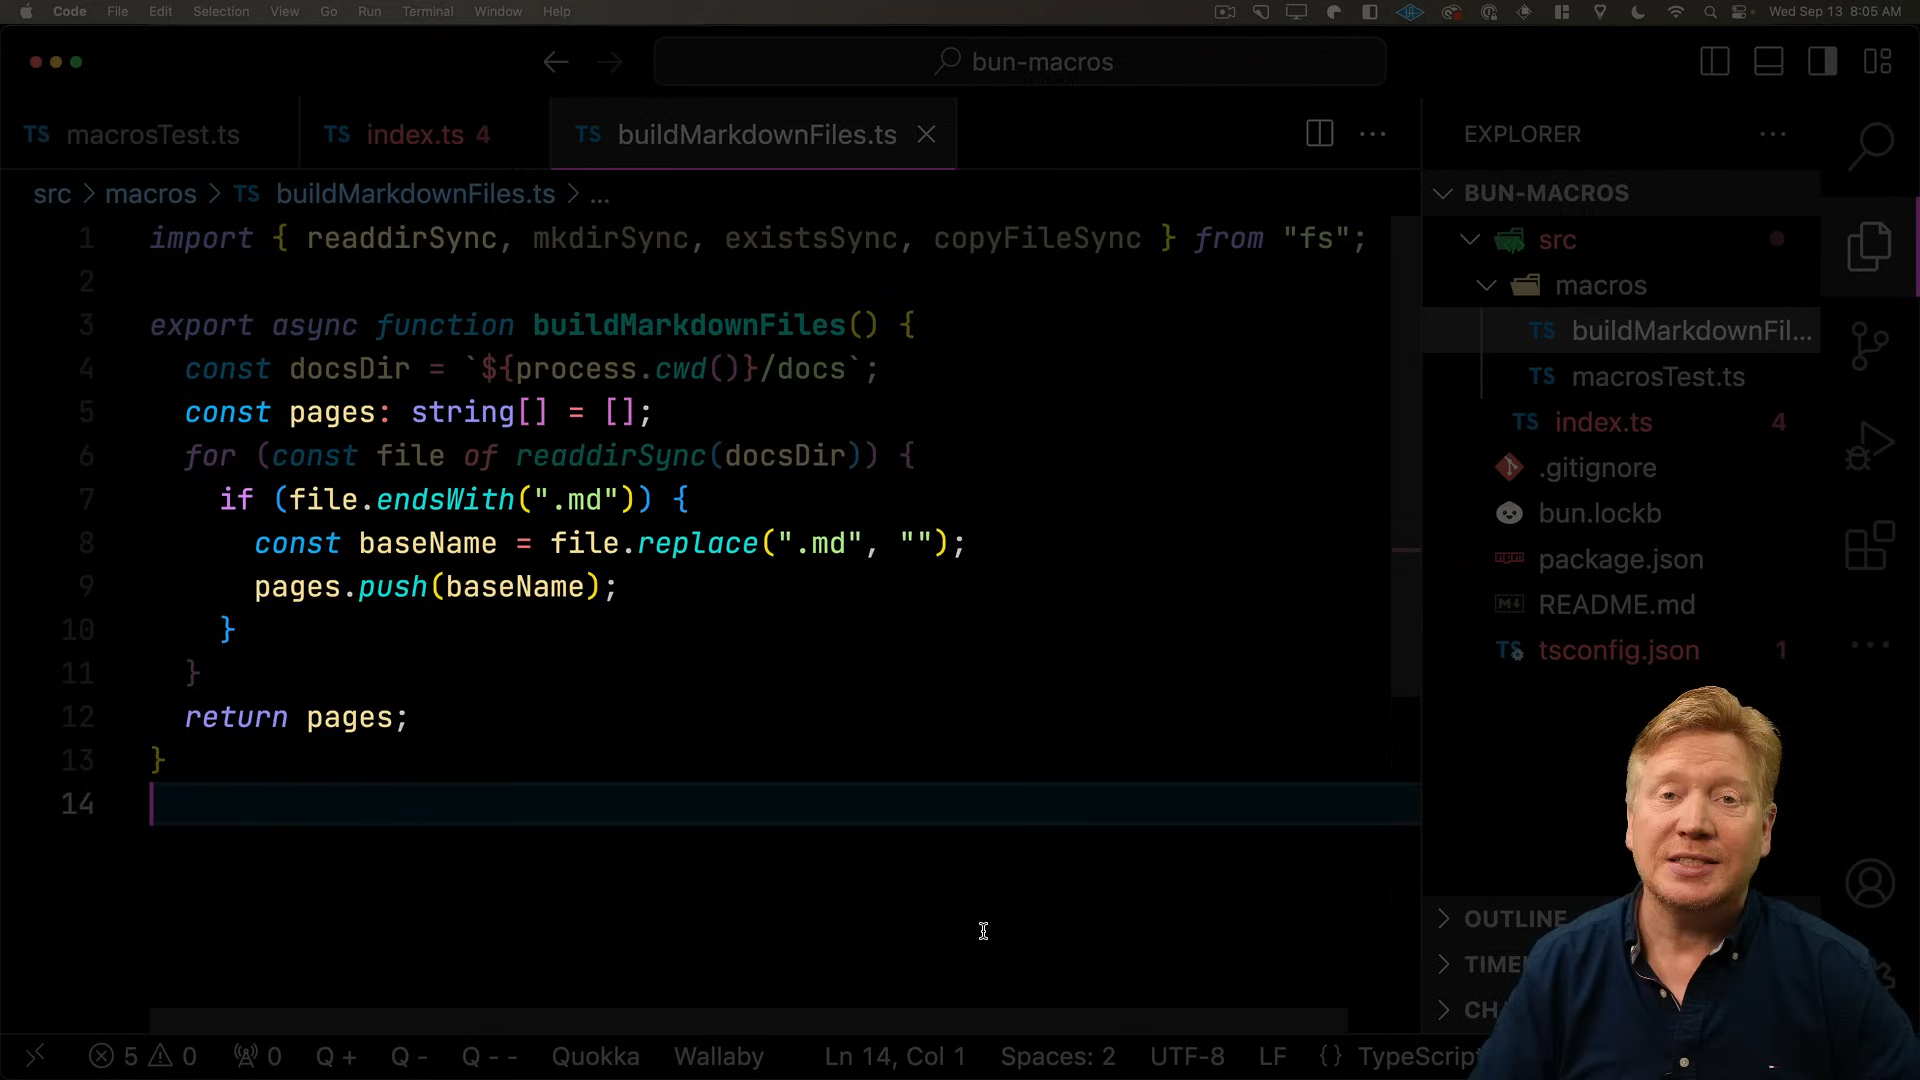 Code File Edit Selection View Go Run Terminal Window Help Wed Sep 13 8:05 AM
bun-macros
TS macrosTest.ts TS index.ts 4 TS buildMarkdownFiles.ts
src > macros > TS buildMarkdownFiles.ts > ...
1 import { readdirSync, mkdirSync, existsSync, copyFileSync } from "fs";
2
3 export async function buildMarkdownFiles() {
4 const docsDir = `${process.cwd()}/docs`;
5 const pages: string[] = [];
6 for (const file of readdirSync(docsDir)) {
7 if (file.endsWith(".md")) {
8 const baseName = file.replace(".md", "");
9 pages.push(baseName);
10 }
11 }
12 return pages;
13 }
14
EXPLORER
BUN-MACROS
src
macros
TS buildMarkdownFil...
TS macrosTest.ts
TS index.ts 4
.gitignore
bun.lockb
package.json
README.md
TS tsconfig.json 1
OUTLINE
5 0 0 Q + Q - Q - - Quokka Wallaby Ln 14, Col 1 Spaces: 2 UTF-8 LF {} TypeScript